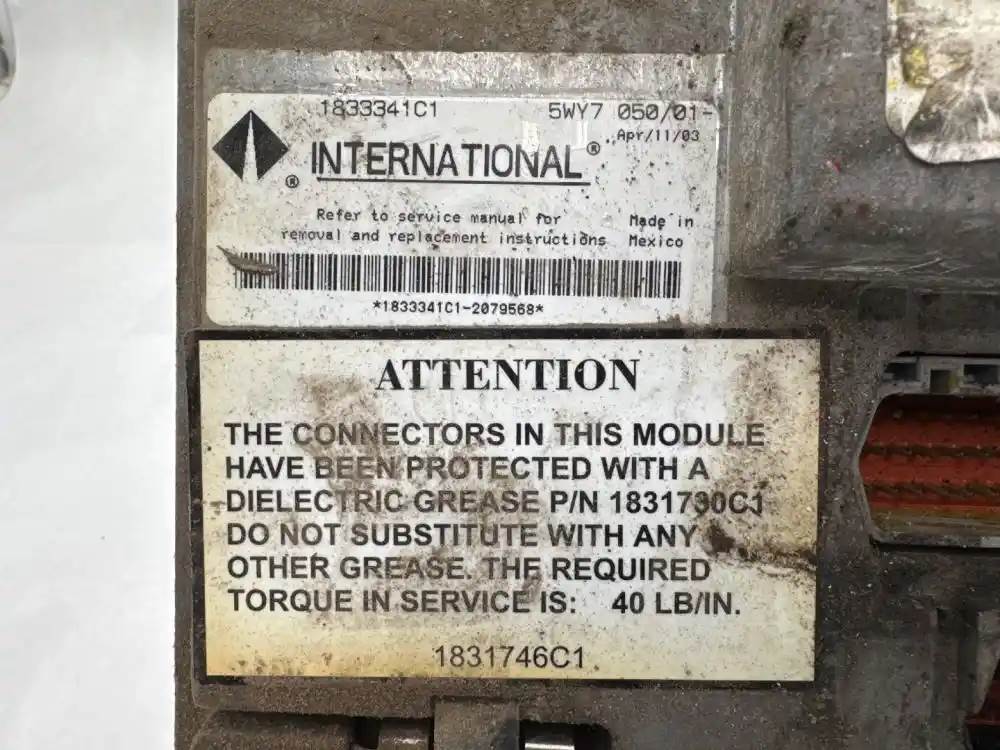 1833341C1 5WY7 050/01-
Apr/11/03
INTERNATIONAL®
®
Refer to service manual for Made in
removal and replacement instructions Mexico
*1833341C1-2079568*
ATTENTION
THE CONNECTORS IN THIS MODULE
HAVE BEEN PROTECTED WITH A
DIELECTRIC GREASE P/N 1831790C1
DO NOT SUBSTITUTE WITH ANY
OTHER GREASE. THE REQUIRED
TORQUE IN SERVICE IS: 40 LB/IN.
1831746C1